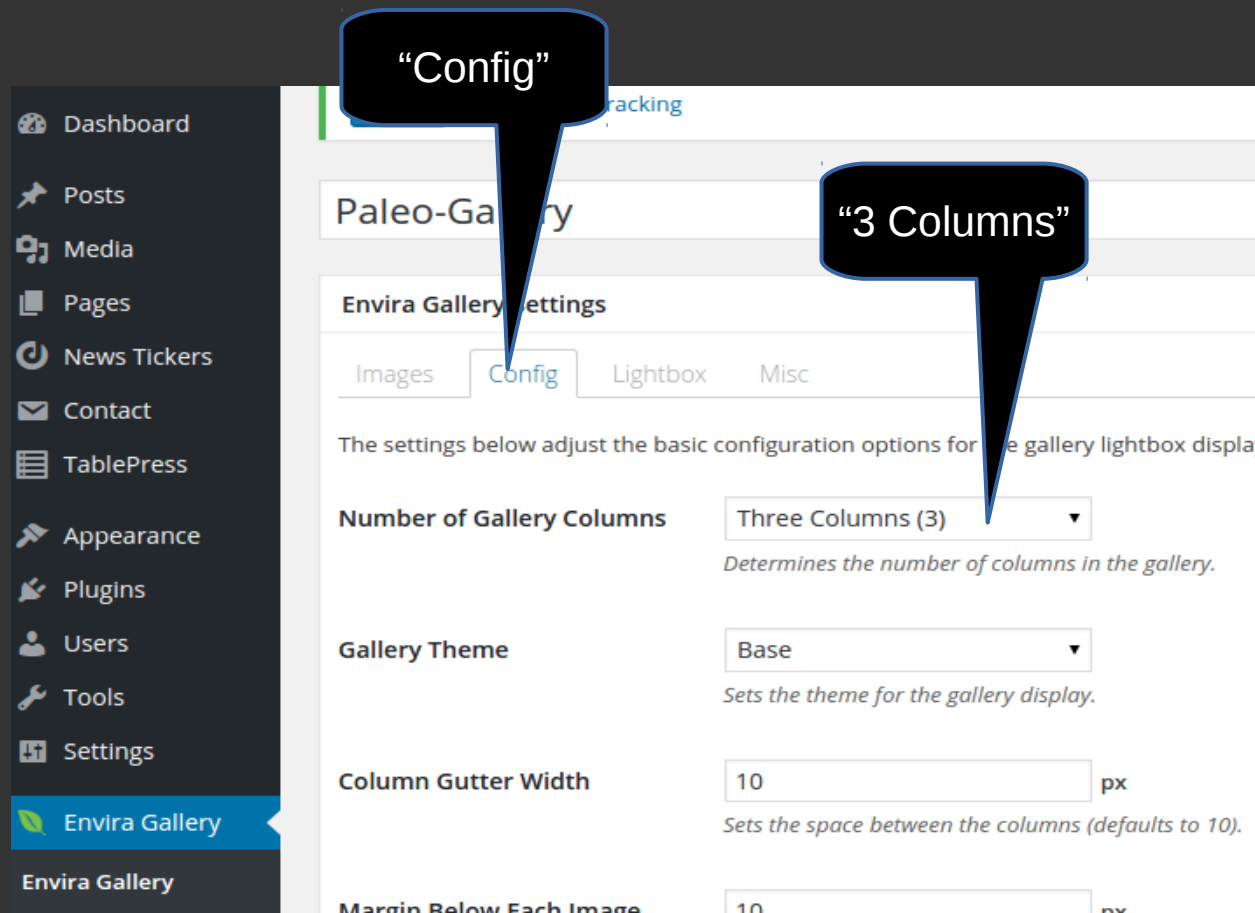 “Config”
racking
Dashboard
Posts
Media
Pages
News Tickers
Contact
TablePress
Appearance
Plugins
Users
Tools
Settings
Envira Gallery
Envira Gallery
“3 Columns”
Envira Gallery
Images Config Lightbox Misc
The settings below adjust the basic configuration options for gallery lightbox
Number of Gallery Columns Three Columns (3)
Determines the number of columns in the gallery.
Gallery Theme Base
Sets the theme for the gallery display.
Column Gutter Width 10 px
Sets the space between the columns (defaults to 10).
Margin Below Each Image 10 px